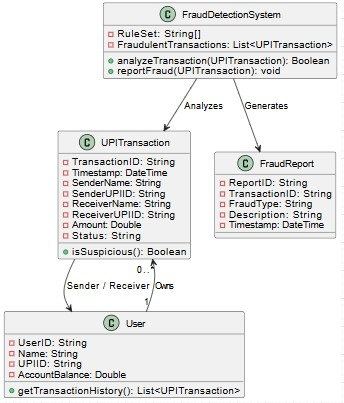 C FraudDetectionSystem
RuleSet: String[]
FraudulentTransactions: List<UPITransaction>
analyzeTransaction(UPITransaction): Boolean
reportFraud(UPITransaction): void
Analyzes
Generates
C UPITransaction
TransactionID: String
Timestamp: DateTime
SenderName: String
SenderUPIID: String
ReceiverName: String
ReceiverUPIID: String
Amount: Double
Status: String
isSuspicious(): Boolean
C FraudReport
ReportID: String
TransactionID: String
FraudType: String
Description: String
Timestamp: DateTime
0..
Sender / Receiver
Owns
1
C User
UserID: String
Name: String
UPIID: String
AccountBalance: Double
getTransactionHistory(): List<UPITransaction>